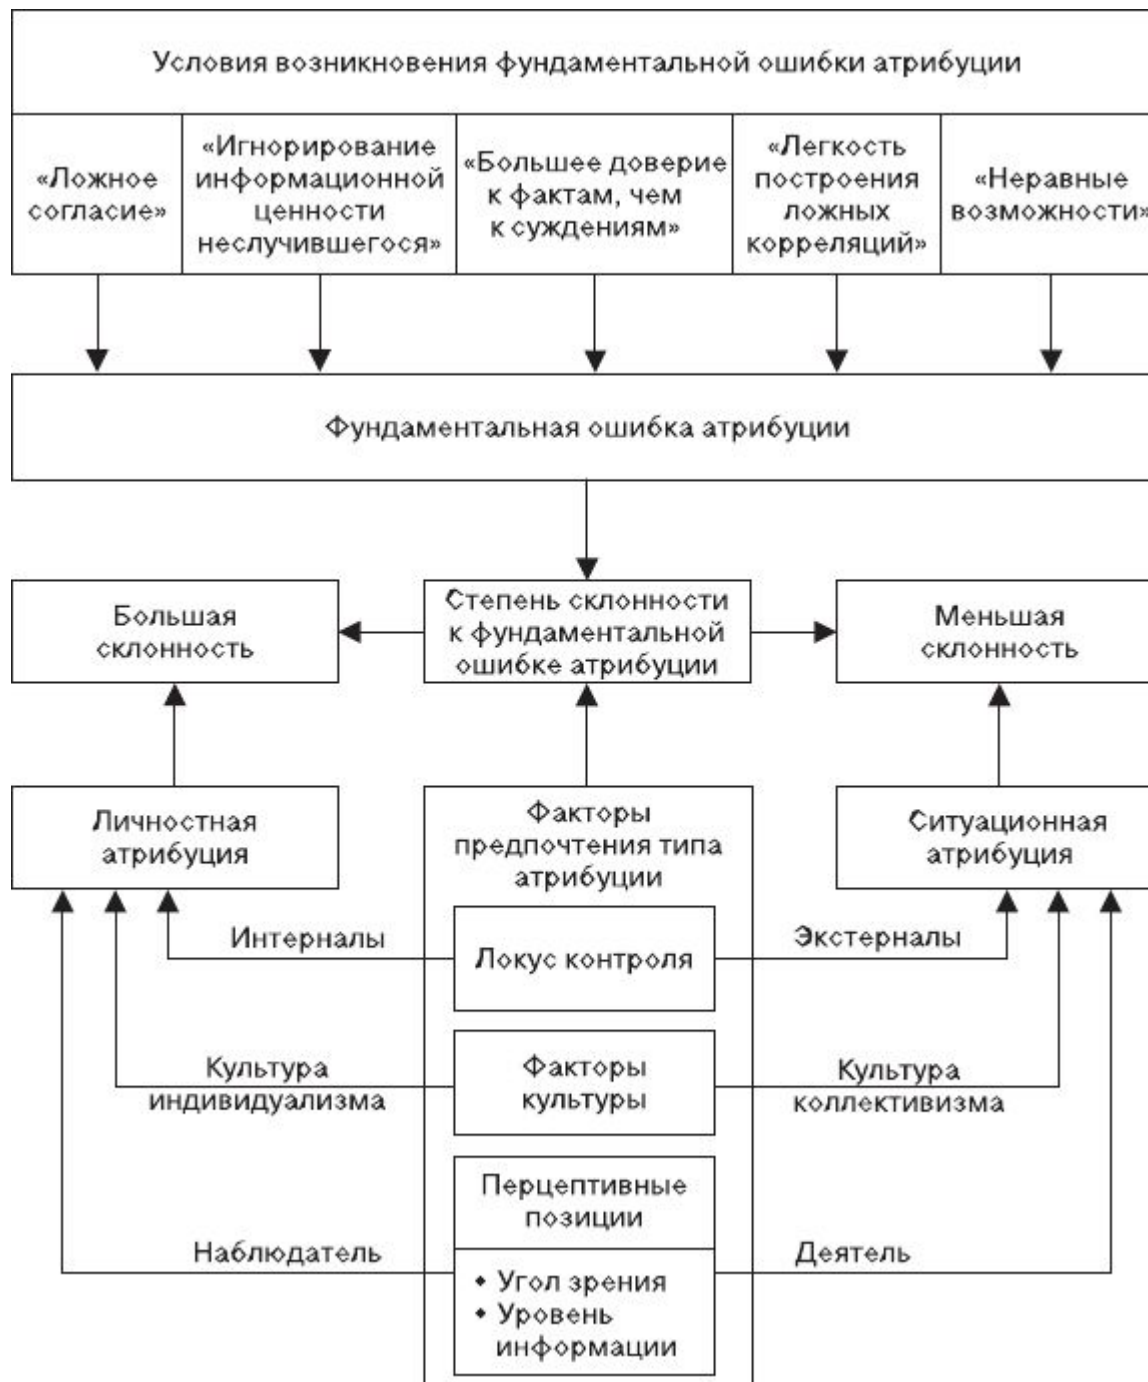 Условия возникновения фундаментальной ошибки атрибуции
«Ложное
согласие»
«Игнорирование
информационной
ценности
неслучившегося»
«Большее доверие
к фактам, чем
к суждениям»
«Легкость
построения
ложных
корреляций»
«Неравные
возможности»
Фундаментальная ошибка атрибуции
Большая
склонность
Степень склонности
к фундаментальной
ошибке атрибуции
Меньшая
склонность
Личностная
атрибуция
Факторы
предпочтения типа
атрибуции
Ситуационная
атрибуция
Интерналы
Локус контроля
Экстерналы
Культура
индивидуализма
Факторы
культуры
Культура
коллективизма
Перцептивные
позиции
Наблюдатель
Деятель
• Угол зрения
• Уровень
информации